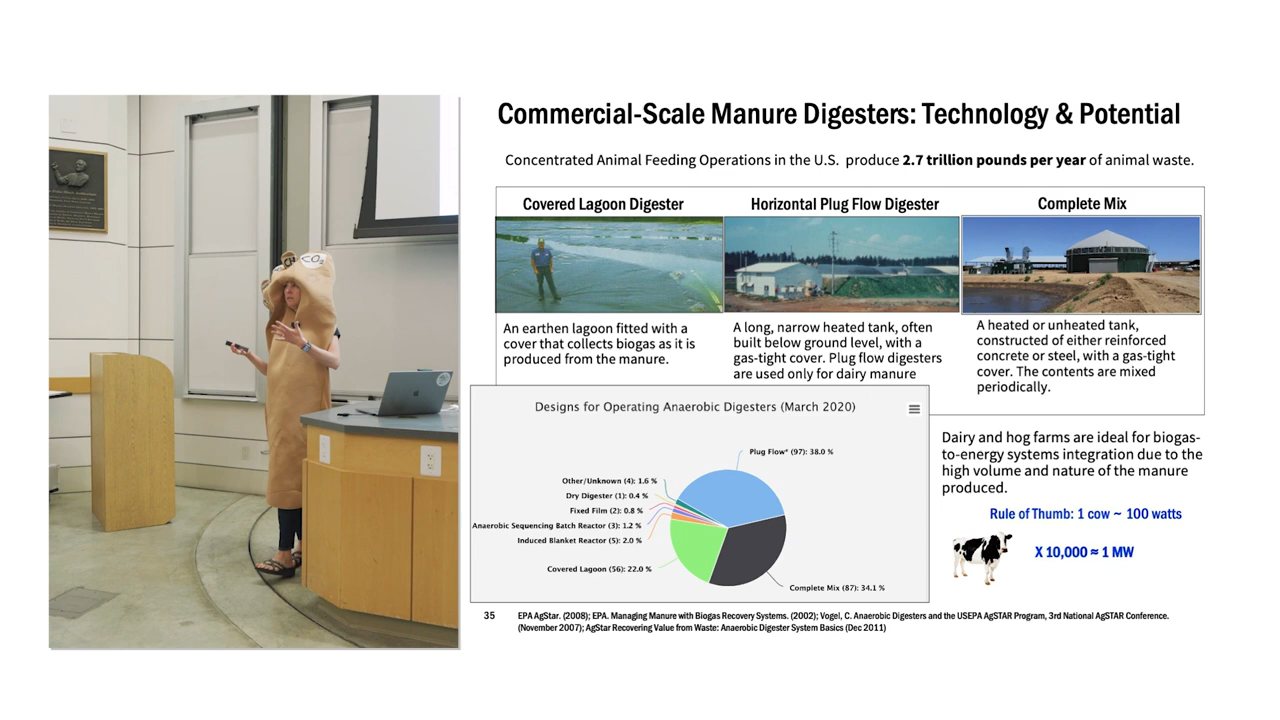 Commercial-Scale Manure Digesters: Technology & Potential
Concentrated Animal Feeding Operations in the U.S. produce 2.7 trillion pounds per year of animal waste.
Covered Lagoon Digester
An earthen lagoon fitted with a
cover that collects biogas as it is
produced from the manure.
Horizontal Plug Flow Digester
A long, narrow heated tank, often
built below ground level, with a
gas-tight cover. Plug flow digesters
are used only for dairy manure
Complete Mix
A heated or unheated tank,
constructed of either reinforced
concrete or steel, with a gas-tight
cover. The contents are mixed
periodically.
Designs for Operating Anaerobic Digesters (March 2020)
Plug Flow* (97): 38.0 %
Other/Unknown (4): 1.6 %
Dry Digester (1): 0.4 %
Fixed Film (2): 0.8 %
Anaerobic Sequencing Batch Reactor (3): 1.2 %
Induced Blanket Reactor (5): 2.0 %
Covered Lagoon (56): 22.0 %
Complete Mix (87): 34.1 %
Dairy and hog farms are ideal for biogas-
to-energy systems integration due to the
high volume and nature of the manure
produced.
Rule of Thumb: 1 cow ~ 100 watts
X 10,000 ≈ 1 MW
35
EPA AgStar. (2008); EPA. Managing Manure with Biogas Recovery Systems. (2002); Vogel, C. Anaerobic Digesters and the USEPA AgSTAR Program, 3rd National AgSTAR Conference.
(November 2007); AgStar Recovering Value from Waste: Anaerobic Digester System Basics (Dec 2011)
CO₂